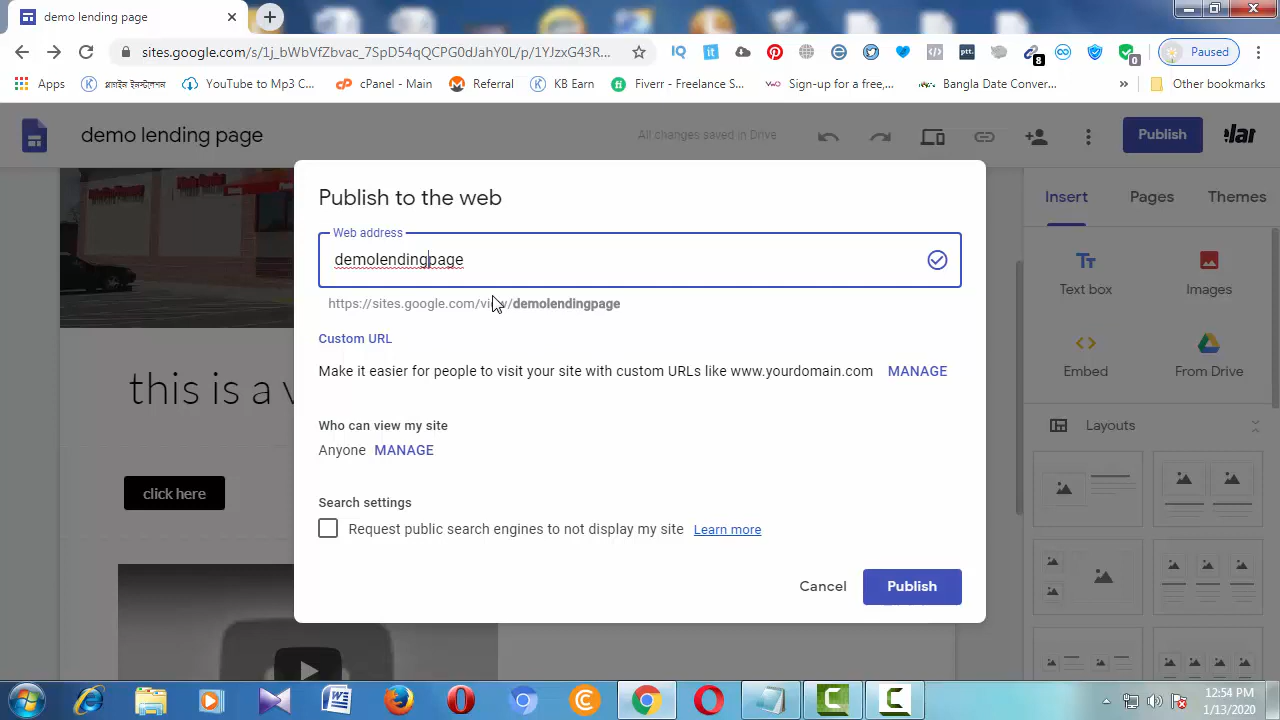 demo lending page
sites.google.com/s/1j_bWbVfZbvac_7SpD54qOCPG0dJahY0L/p/1YJzxG43R...
Paused
Apps
YouTube to Mp3 C...
cPanel - Main
Referral
KB Earn
Fiverr - Freelance S...
Sign-up for a free,...
Bangla Date Conver...
»
Other bookmarks
demo lending page
All changes saved in Drive
Publish
Publish to the web
Web address
demolendingpage
https://sites.google.com/view/demolendingpage
Custom URL
Make it easier for people to visit your site with custom URLs like www.yourdomain.com MANAGE
Who can view my site
Anyone MANAGE
Search settings
Request public search engines to not display my site Learn more
Cancel
Publish
this is a v
click here
Insert
Pages
Themes
Text box
Images
Embed
From Drive
Layouts
12:54 PM
1/13/2020